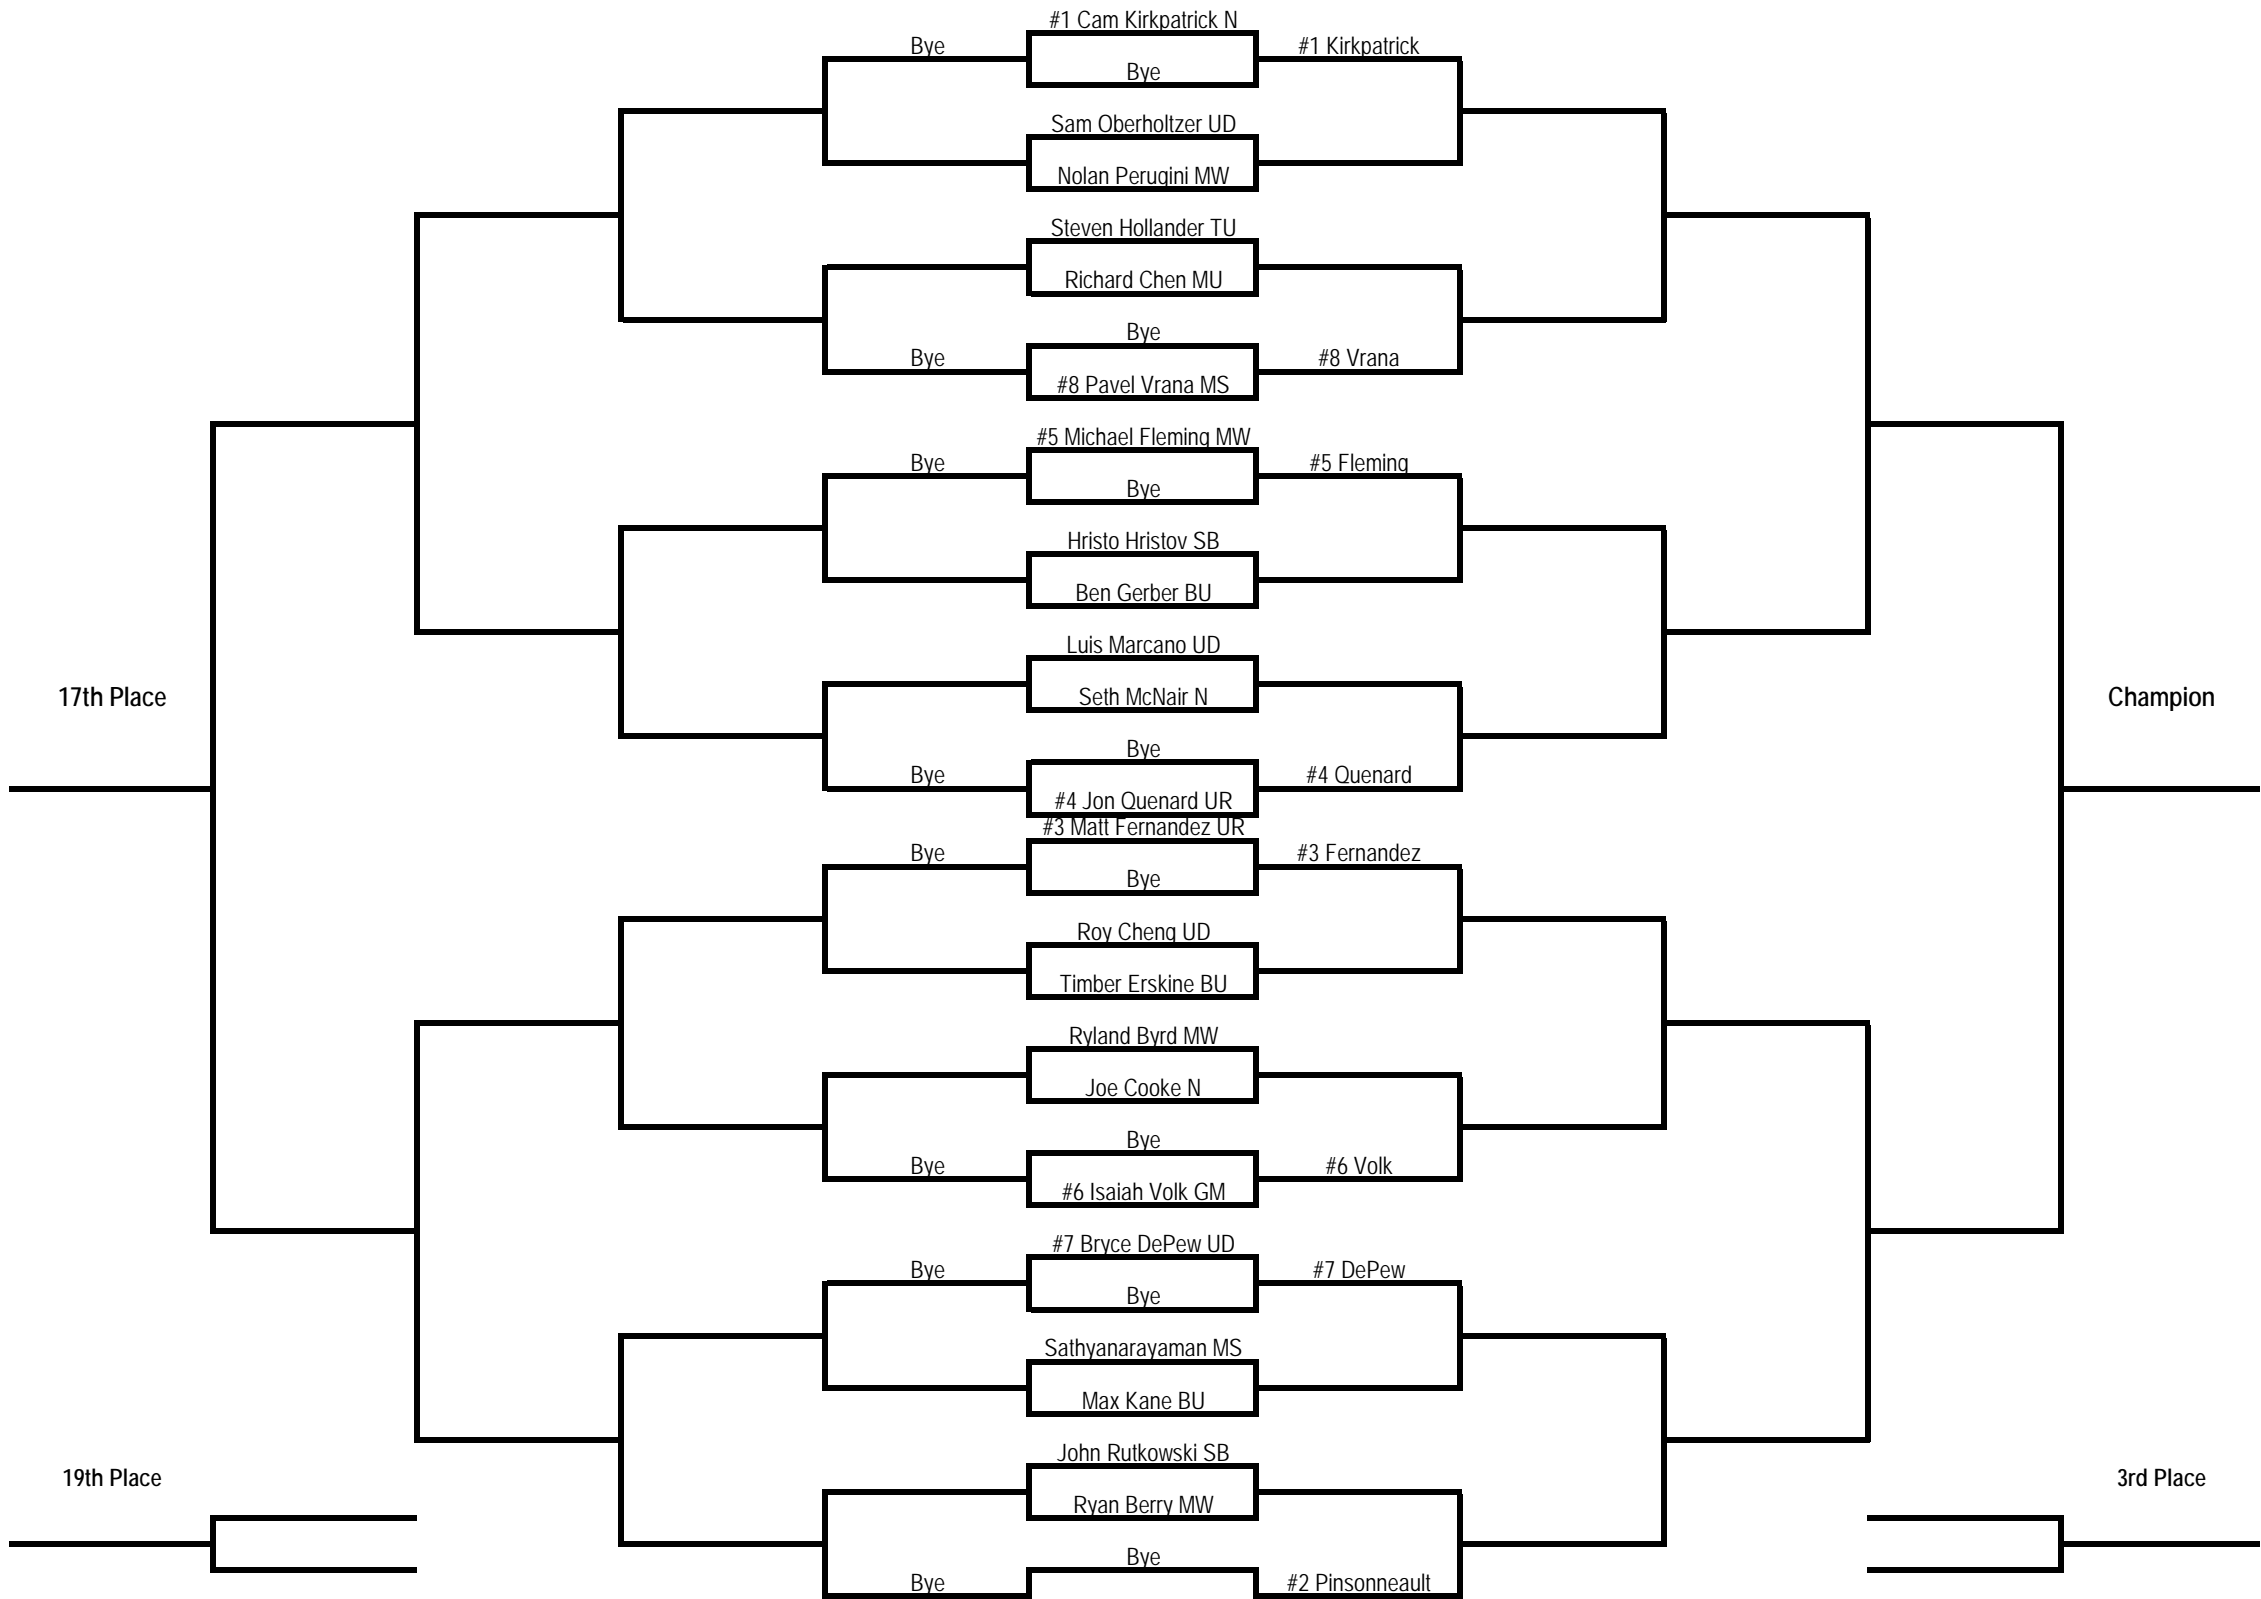 #1 Cam Kirkpatrick N
Bye
#1 Kirkpatrick
Bye
Sam Oberholtzer UD
Nolan Perugini MW
Steven Hollander TU
Richard Chen MU
Bye
Bye
#8 Vrana
#8 Pavel Vrana MS
#5 Michael Fleming MW
Bye
#5 Fleming
Bye
Hristo Hristov SB
Ben Gerber BU
Luis Marcano UD
17th Place
Seth McNair N
Champion
Bye
Bye
#4 Quenard
#4 Jon Quenard UR
#3 Matt Fernandez UR
Bye
#3 Fernandez
Bye
Roy Cheng UD
Timber Erskine BU
Ryland Byrd MW
Joe Cooke N
Bye
Bye
#6 Volk
#6 Isaiah Volk GM
#7 Bryce DePew UD
Bye
#7 DePew
Bye
Sathyanarayaman MS
Max Kane BU
John Rutkowski SB
19th Place
3rd Place
Ryan Berry MW
Bye
Bye
#2 Pinsonneault